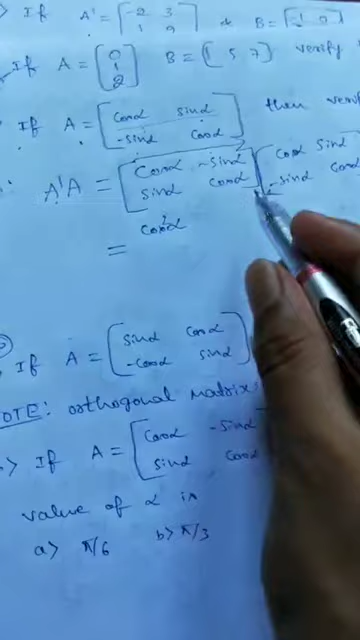 If A' = [-2 3 1 9] & B = [-1 0
If A = [0 1 2] B = [1 5 7] verify
If A = [cosα sinα -sinα cosα] then verify
A'A = [cosα -sinα sinα cosα] [cosα sinα -sinα cosα
= cos²α
If A = [sinα cosα -cosα sinα]
NOTE: orthogonal matrix
If A = [cosα -sinα sinα cosα
value of α is
a> π/6 b> π/3